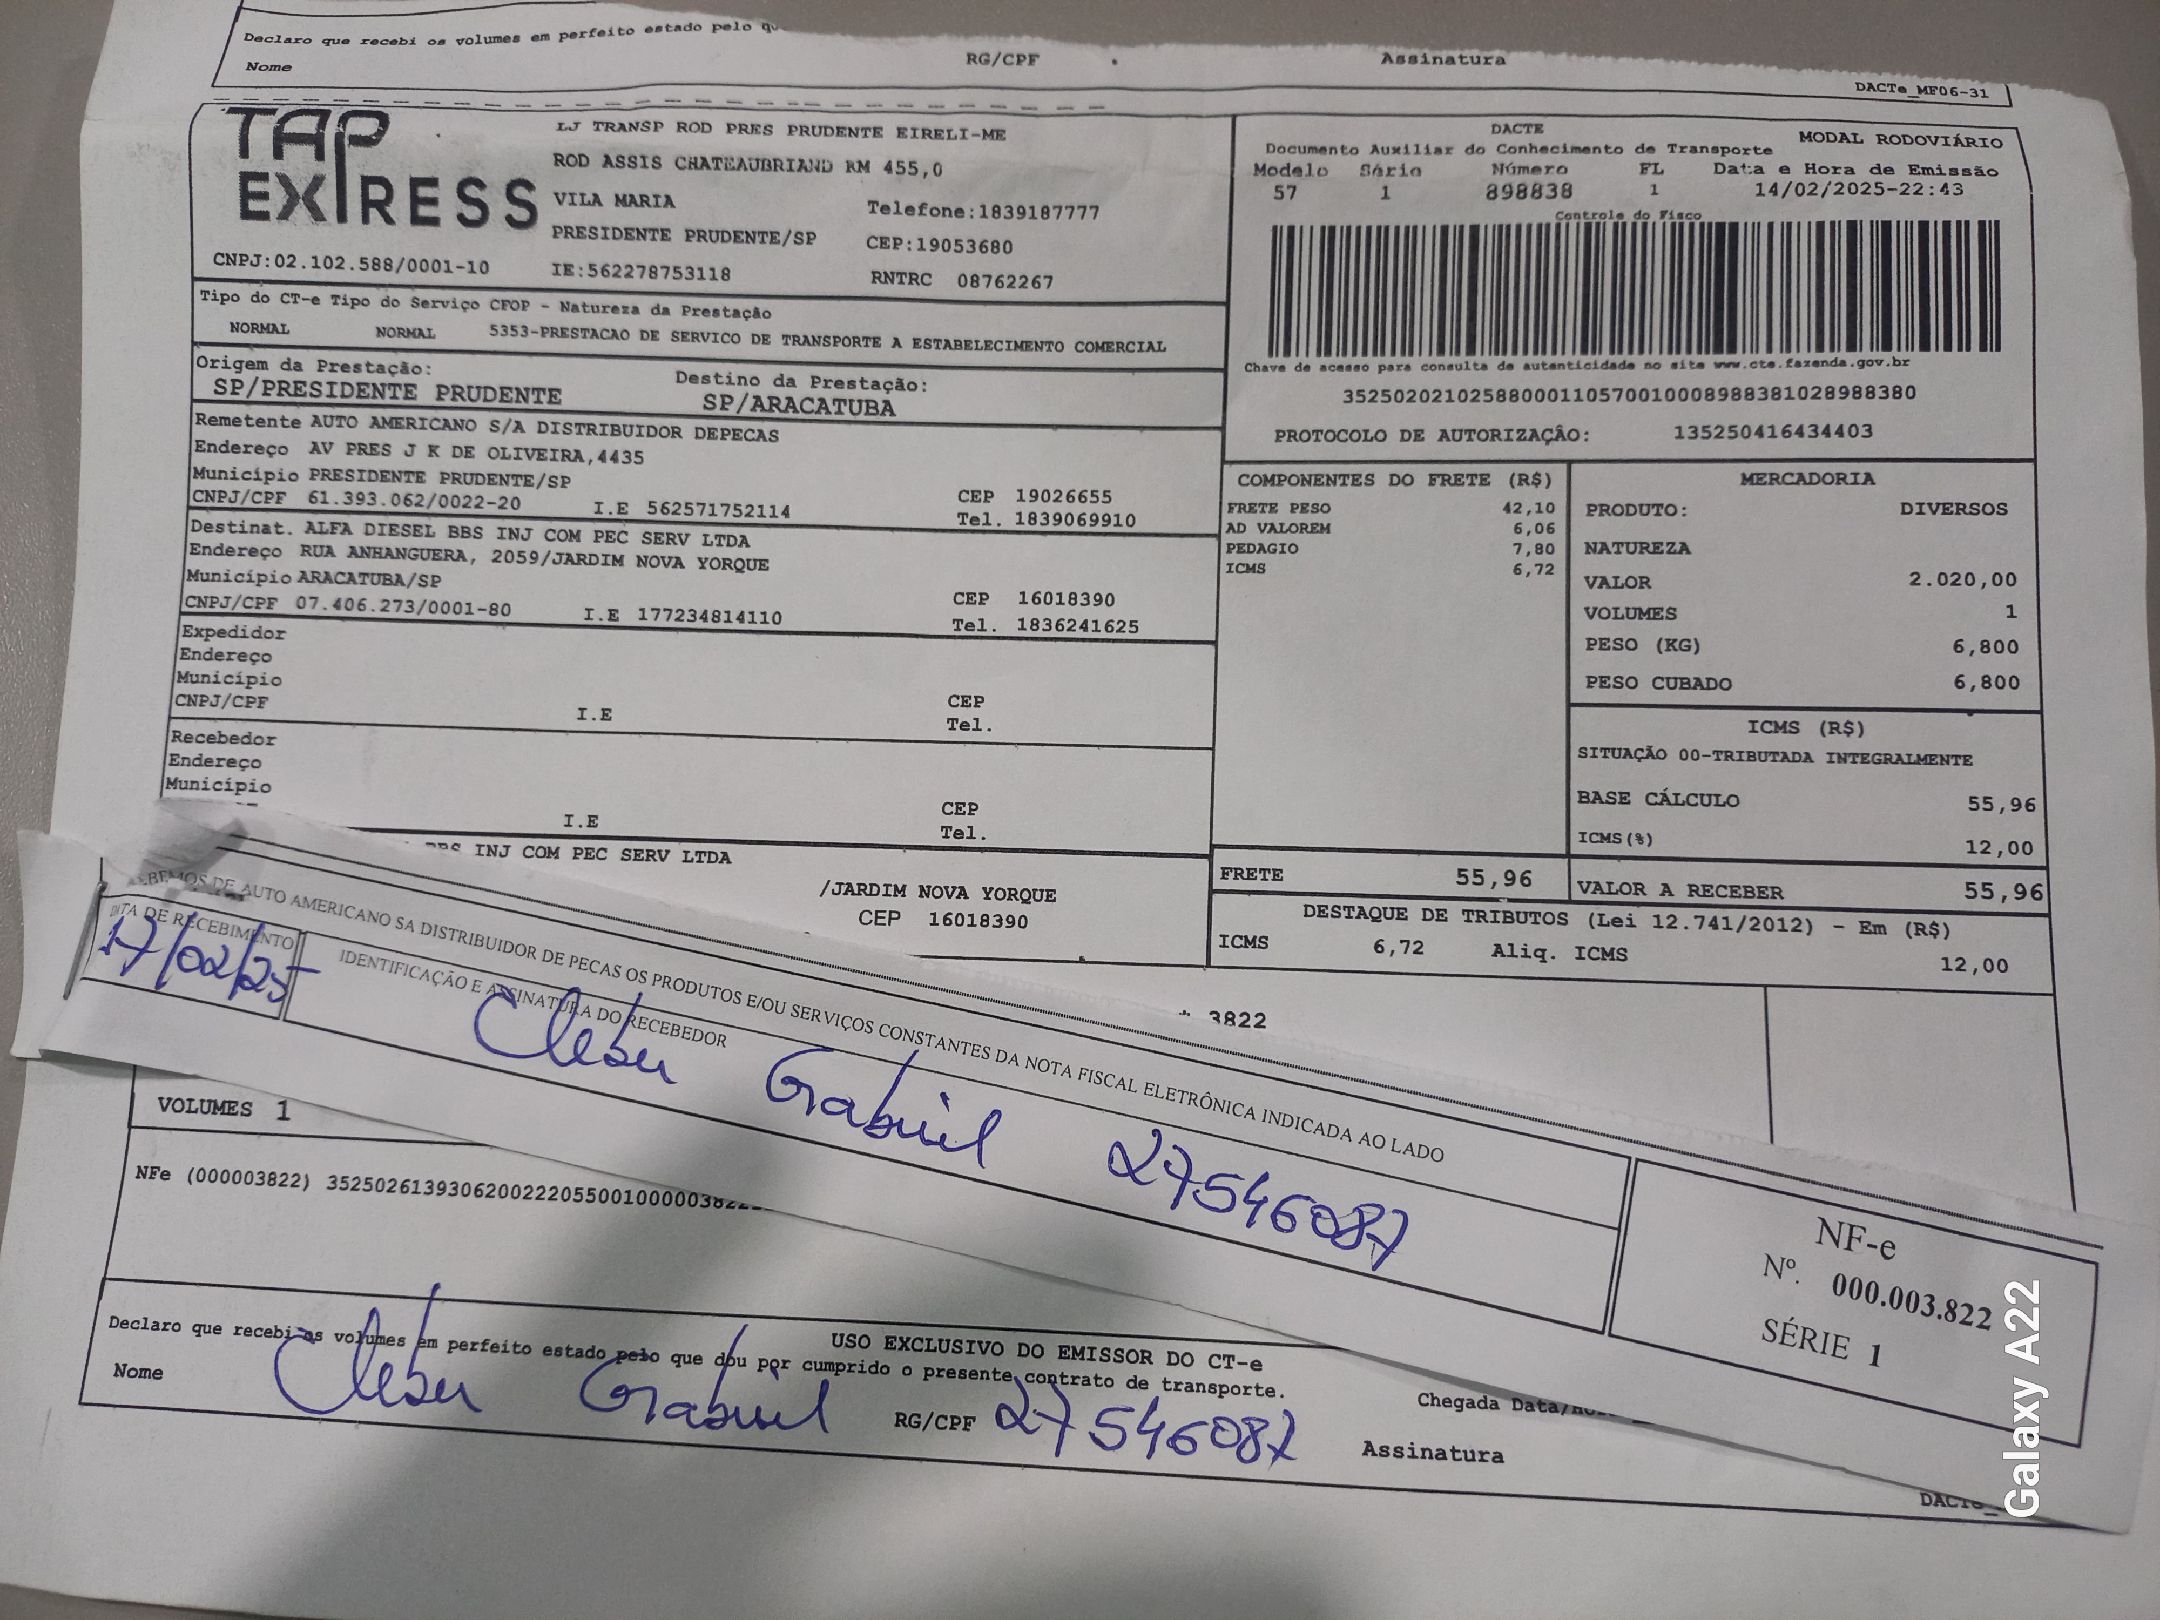 Declaro que recebi os volumes em perfeito estado pelo
Nome RG/CPF Assinatura
DACTe_MF06-31
TAP EXPRESS
LJ TRANSP ROD PRES PRUDENTE EIRELI-ME
ROD ASSIS CHATEAUBRIAND RM 455,0
VILA MARIA Telefone:1839187777
PRESIDENTE PRUDENTE/SP CEP:19053680
CNPJ:02.102.588/0001-10 IE:562278753118 RNTRC 08762267
DACTE MODAL RODOVIÁRIO
Documento Auxiliar do Conhecimento de Transporte
Modelo Série Número FL Data e Hora de Emissão
57 1 898838 1 14/02/2025-22:43
Controle do Fisco
Chave de acesso para consulta de autenticidade no site www.cte.fazenda.gov.br
35250202102588000110570010008988381028988380
PROTOCOLO DE AUTORIZAÇÂO: 135250416434403
Tipo do CT-e Tipo do Serviço CFOP - Natureza da Prestação
NORMAL NORMAL 5353-PRESTACAO DE SERVICO DE TRANSPORTE A ESTABELECIMENTO COMERCIAL
Origem da Prestação: Destino da Prestação:
SP/PRESIDENTE PRUDENTE SP/ARACATUBA
Remetente AUTO AMERICANO S/A DISTRIBUIDOR DEPECAS
Endereço AV PRES J K DE OLIVEIRA,4435
Município PRESIDENTE PRUDENTE/SP CEP 19026655
CNPJ/CPF 61.393.062/0022-20 I.E 562571752114 Tel. 1839069910
Destinat. ALFA DIESEL BBS INJ COM PEC SERV LTDA
Endereço RUA ANHANGUERA, 2059/JARDIM NOVA YORQUE
Município ARACATUBA/SP CEP 16018390
CNPJ/CPF 07.406.273/0001-80 I.E 177234814110 Tel. 1836241625
Expedidor
Endereço
Município CEP
CNPJ/CPF I.E Tel.
Recebedor
Endereço
Município CEP
I.E Tel.
BBS INJ COM PEC SERV LTDA
/JARDIM NOVA YORQUE
CEP 16018390
COMPONENTES DO FRETE (R$)
FRETE PESO 42,10
AD VALOREM 6,06
PEDAGIO 7,80
ICMS 6,72
FRETE 55,96
MERCADORIA
PRODUTO: DIVERSOS
NATUREZA
VALOR 2.020,00
VOLUMES 1
PESO (KG) 6,800
PESO CUBADO 6,800
ICMS (R$)
SITUAÇÃO 00-TRIBUTADA INTEGRALMENTE
BASE CÁLCULO 55,96
ICMS(%) 12,00
VALOR A RECEBER 55,96
DESTAQUE DE TRIBUTOS (Lei 12.741/2012) - Em (R$)
ICMS 6,72 Aliq. ICMS 12,00
3822
DE AUTO AMERICANO SA DISTRIBUIDOR DE PECAS OS PRODUTOS E/OU SERVIÇOS CONSTANTES DA NOTA FISCAL ELETRÔNICA INDICADA AO LADO
DATA DE RECEBIMENTO IDENTIFICAÇÃO E ASSINATURA DO RECEBEDOR
17/02/25 Cleber Gabriel 27546087
NF-e
Nº. 000.003.822
SÉRIE 1
VOLUMES 1
NFe (000003822) 35250261393062002220550010000038222
USO EXCLUSIVO DO EMISSOR DO CT-e
Declaro que recebi os volumes em perfeito estado pelo que dou por cumprido o presente contrato de transporte. Chegada Data/
Nome Cleber Gabriel RG/CPF 27546087 Assinatura
Galaxy A22